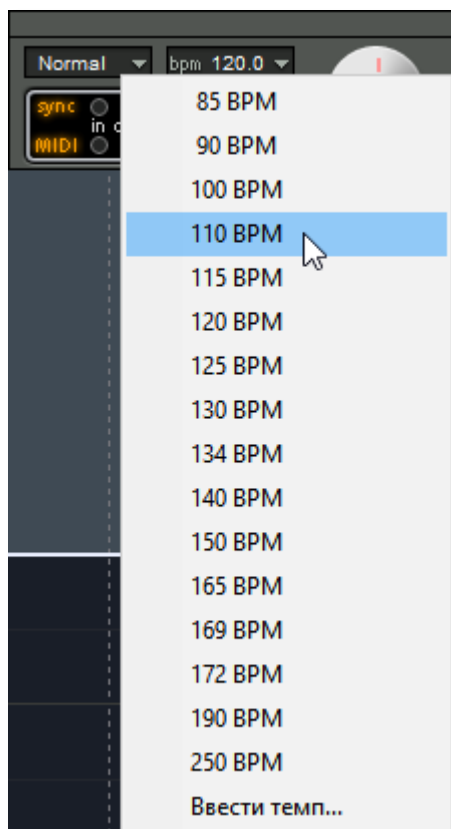 Normal bpm 120.0
sync
in
MIDI
85 BPM
90 BPM
100 BPM
110 BPM
115 BPM
120 BPM
125 BPM
130 BPM
134 BPM
140 BPM
150 BPM
165 BPM
169 BPM
172 BPM
190 BPM
250 BPM
Ввести темп...